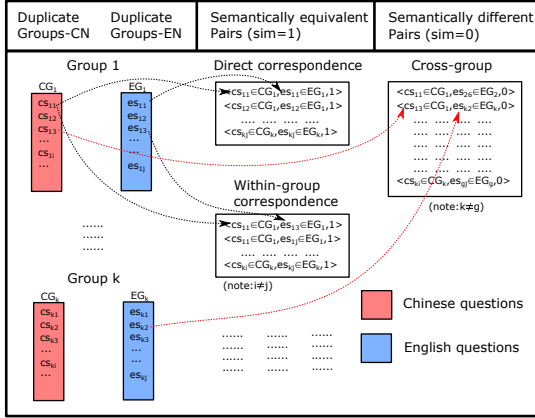 Duplicate Groups-CN
Duplicate Groups-EN
Semantically equivalent Pairs (sim=1)
Semantically different Pairs (sim=0)
Group 1
Direct correspondence
Cross-group
CG₁
cs₁₁
cs₁₂
cs₁₃
...
cs₁ᵢ
...
EG₁
es₁₁
es₁₂
es₁₃
...
...
es₁ⱼ
<cs₁₁∈CG₁,es₁₁∈EG₁,1>
<cs₁₂∈CG₁,es₁₂∈EG₁,1>
.... .... .... ....
<csₖⱼ∈CGₖ,esₖⱼ∈EGₖ,1>
<cs₁₁∈CG₁,es₂₆∈EG₂,0>
<cs₁₃∈CG₁,esₖ₂∈EGₖ,0>
.... .... .... ....
.... .... .... ....
.... .... .... ....
.... .... .... ....
<csₖᵢ∈CGₖ,es_gj∈EG_g,0>
(note:k≠g)
Within-group
correspondence
<cs₁₁∈CG₁,es₁₃∈EG₁,1>
<cs₁₁∈CG₁,es₁ⱼ∈EG₁,1>
.... .... .... ....
<csₖᵢ∈CGₖ,esₖⱼ∈EGₖ,1>
(note:i≠j)
......
......
......
Group k
CGₖ
csₖ₁
csₖ₂
csₖ₃
...
csₖᵢ
...
EGₖ
esₖ₁
esₖ₂
esₖ₃
...
...
esₖⱼ
...... ...... ......
...... ...... ......
...... ...... ......
...... ...... ......
Chinese questions
English questions